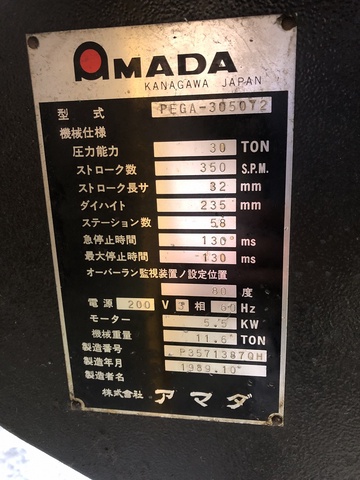 AMADA
KANAGAWA JAPAN
型式 PEGA-305072
機械仕様
圧力能力 30 TON
ストローク数 350 S.P.M.
ストローク長サ 32 mm
ダイハイト 235 mm
ステーション数 58
急停止時間 130 ms
最大停止時間 130 ms
オーバーラン監視装置ノ設定位置
80 度
電源 200 V 3 相 60 Hz
モーター 5.5 KW
機械重量 11.6 TON
製造番号 P3571387QH
製造年月 1989.10
製造者名
株式会社 アマダ